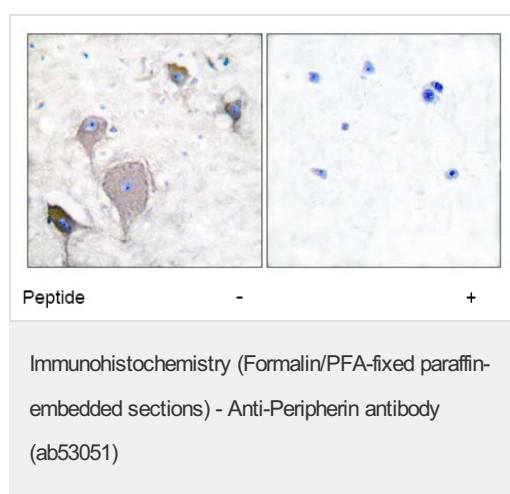 Peptide - +
Immunohistochemistry (Formalin/PFA-fixed paraffin-
embedded sections) - Anti-Peripherin antibody
(ab53051)